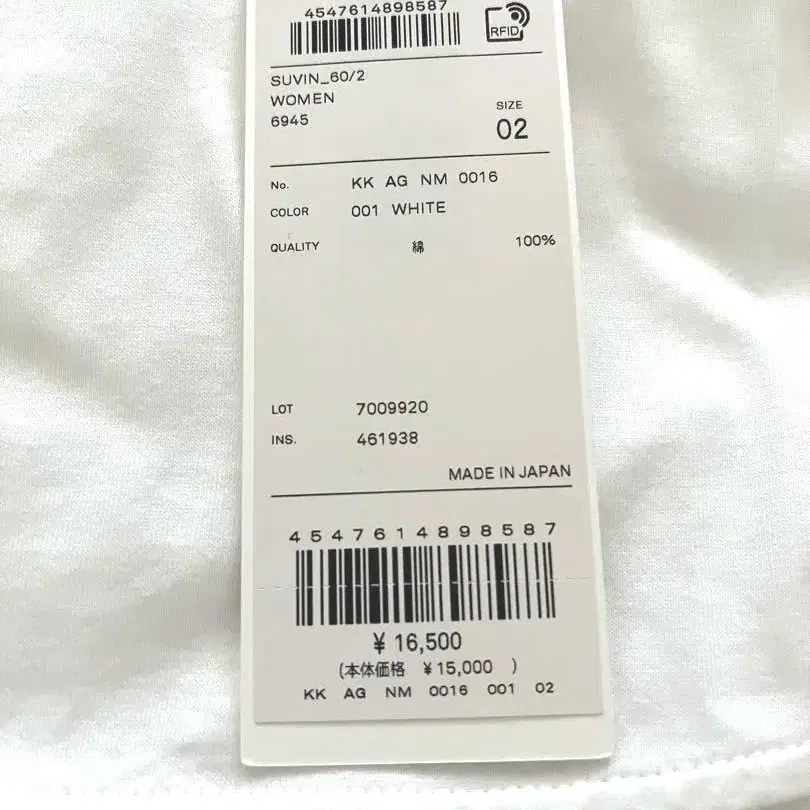 4547614898587
RFID
SUVIN_60/2
WOMEN
6945
SIZE
02
No. KK AG NM 0016
COLOR 001 WHITE
QUALITY 綿 100%
LOT 7009920
INS. 461938
MADE IN JAPAN
4547614898587
¥ 16,500
(本体価格 ¥15,000 )
KK AG NM 0016 001 02